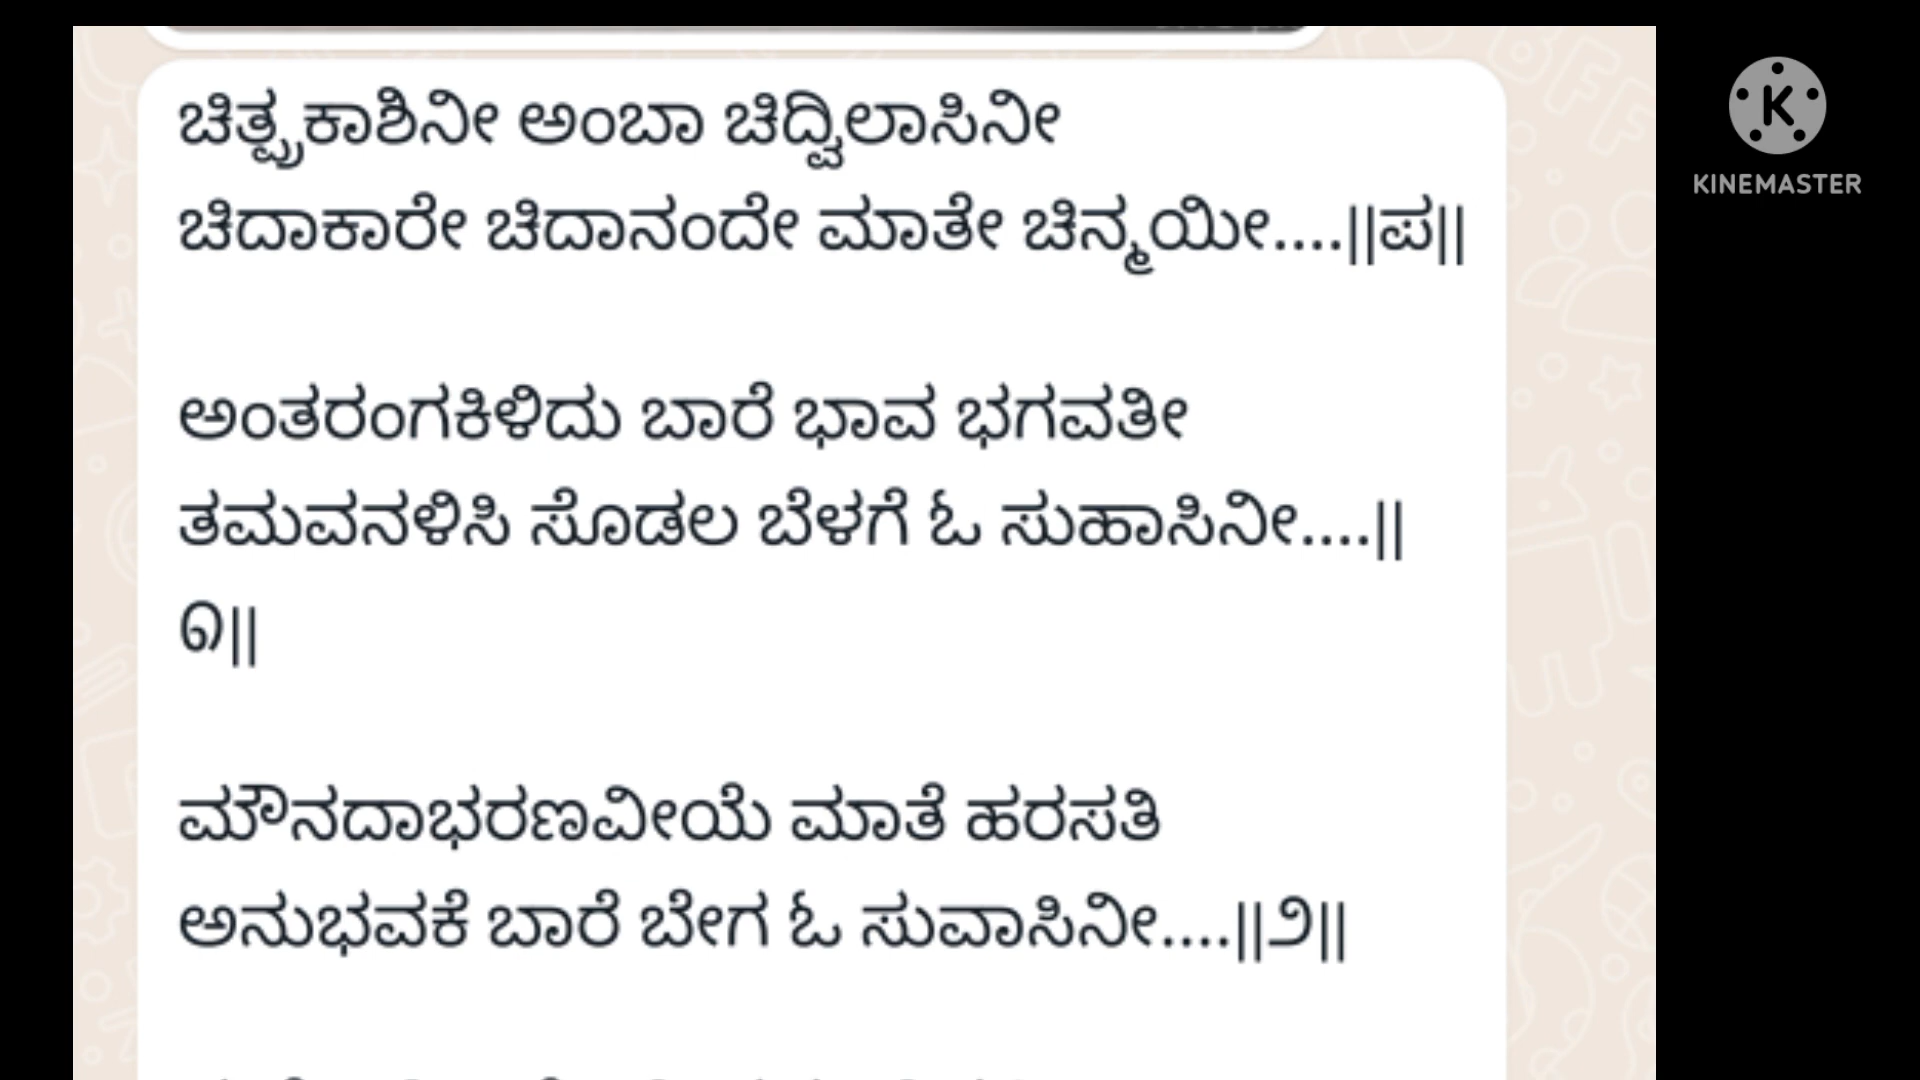 ಚಿತ್ಪ್ರಕಾಶಿನೀ ಅಂಬಾ ಚಿದ್ವಿಲಾಸಿನೀ
ಚಿದಾಕಾರೇ ಚಿದಾನಂದೇ ಮಾತೇ ಚಿನ್ಮಯೀ....||ಪ||
ಅಂತರಂಗಕಿಳಿದು ಬಾರೆ ಭಾವ ಭಗವತೀ
ತಮವನಳಿಸಿ ಸೊಡಲ ಬೆಳಗೆ ಓ ಸುಹಾಸಿನೀ....||
೧||
ಮೌನದಾಭರಣವೀಯೆ ಮಾತೆ ಹರಸತಿ
ಅನುಭವಕೆ ಬಾರೆ ಬೇಗ ಓ ಸುವಾಸಿನೀ....||೨||
KINEMASTER